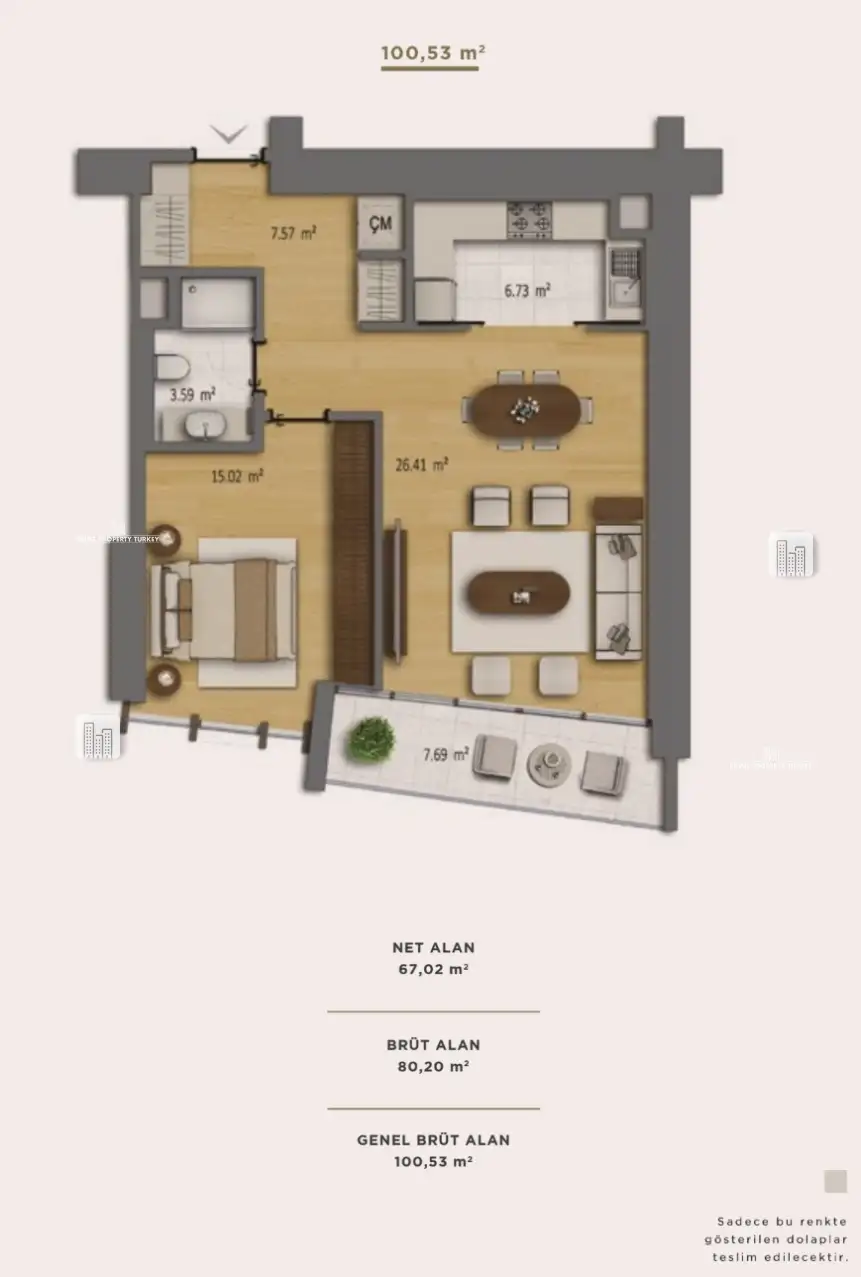 100,53 m²
7.57 m²
ÇM
6.73 m²
3.59 m²
26.41 m²
15.02 m²
PROPERTY TURKEY
7.69 m²
NET ALAN
67,02 m²
BRÜT ALAN
80,20 m²
GENEL BRÜT ALAN
100,53 m²
Sadece bu renkte
gösterilen dolaplar
teslim edilecektir.